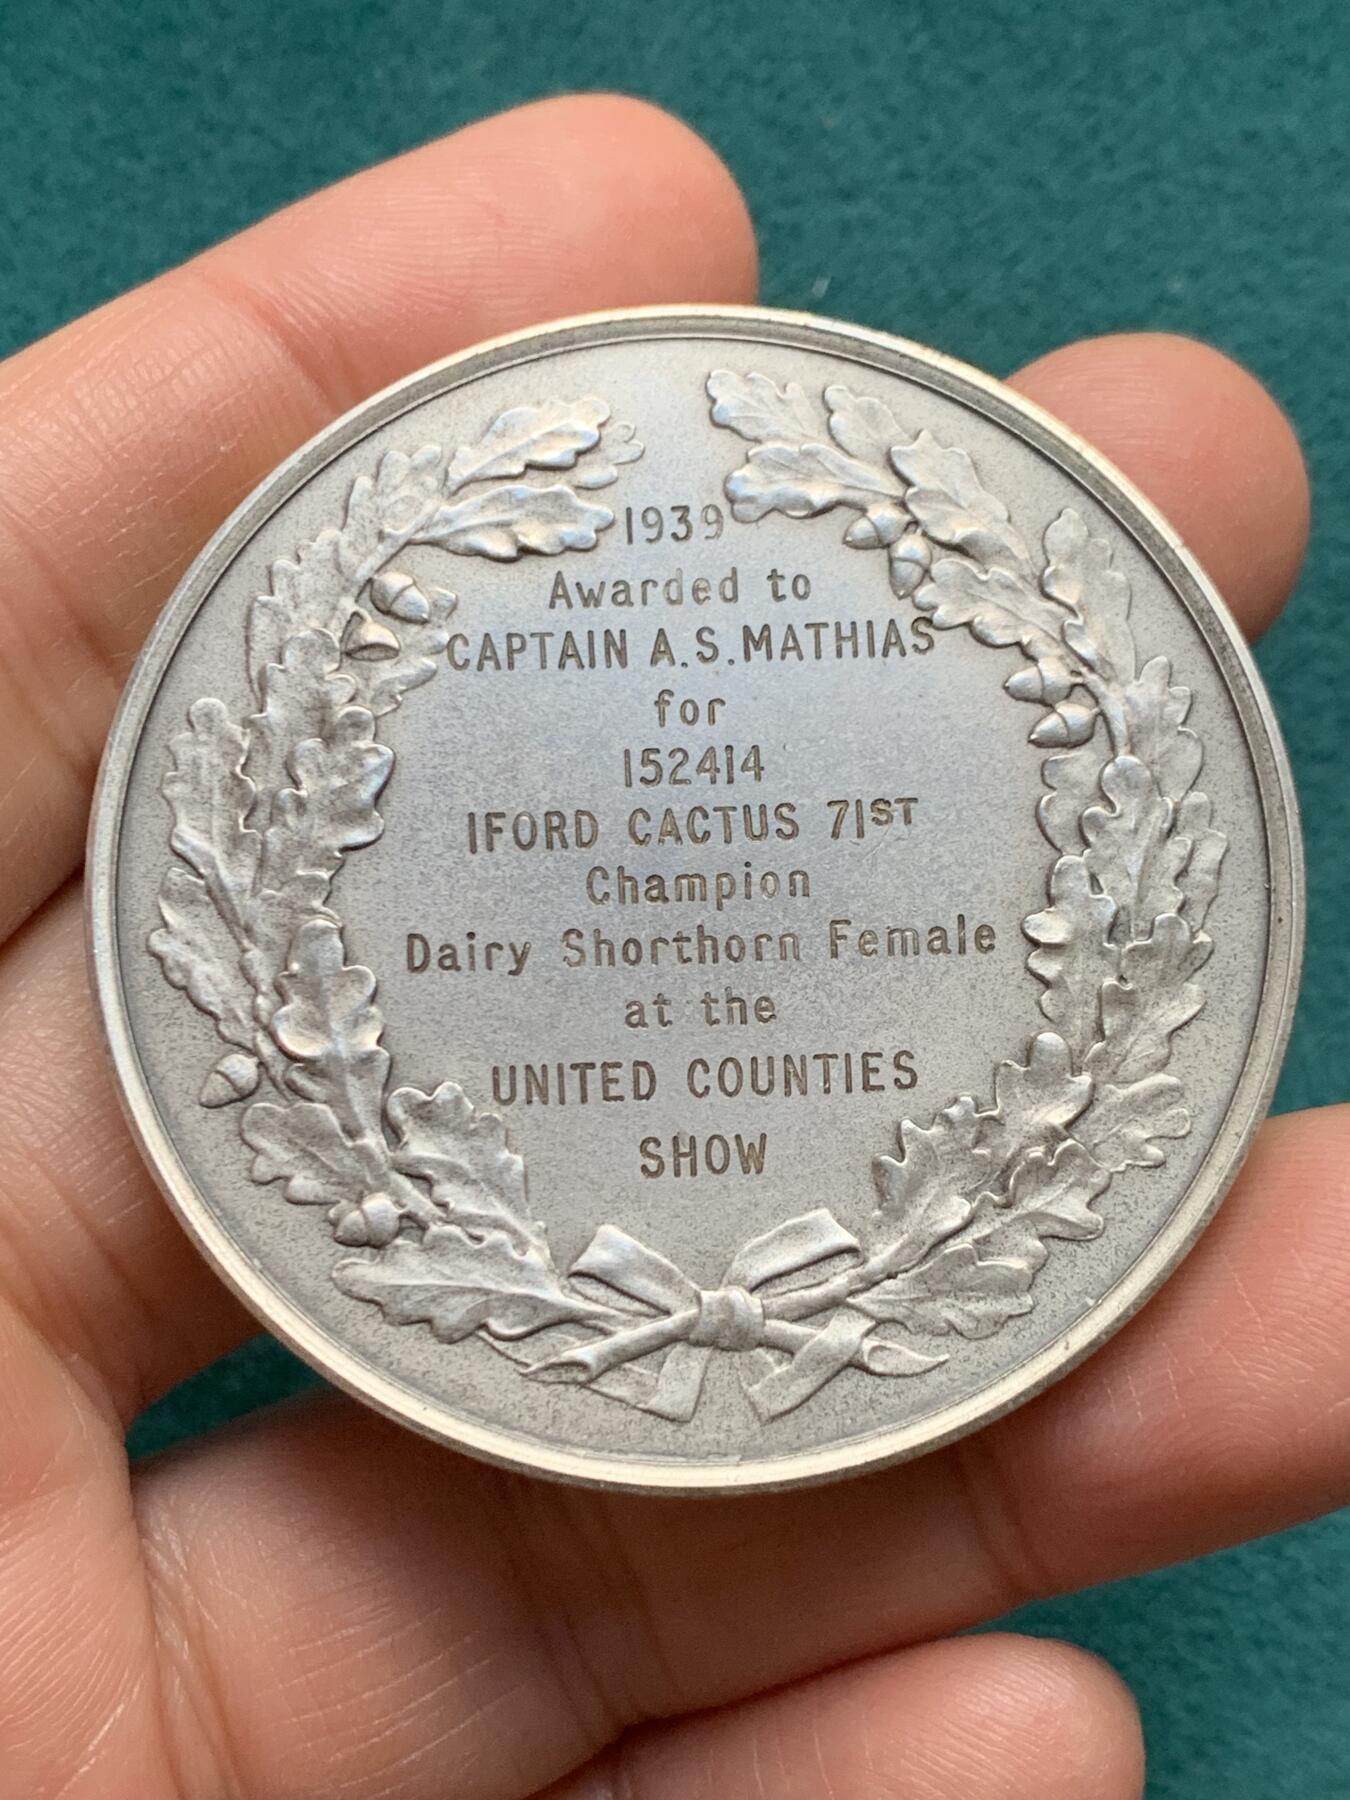 1939
Awarded to
CAPTAIN A.S.MATHIAS
for
152414
IFORD CACTUS 71ST
Champion
Dairy Shorthorn Female
at the
UNITED COUNTIES
SHOW